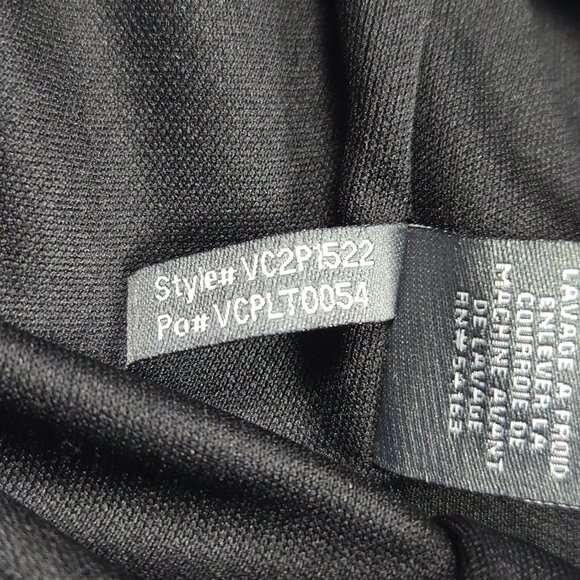 Style# VC2P1522
Po# VCPLT0054
LAVAGE A FROID
ENLEVER LA
COURROIE DE
MACHINE AVANT
DE LAVAGE
RN# 54163